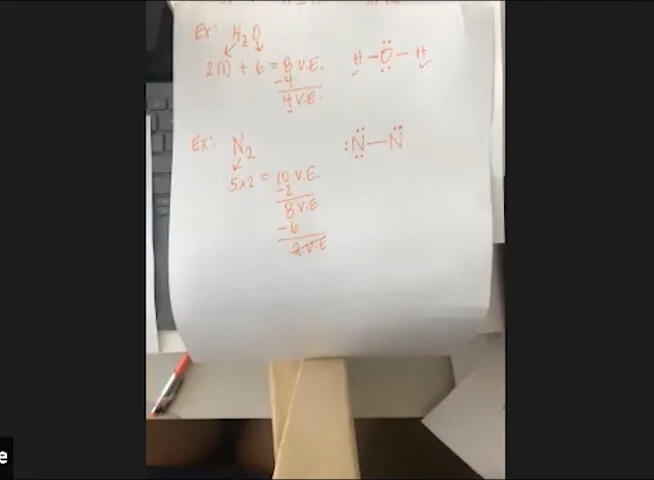 Ex: H2O
2(1) + 6 = 8 V.E.
-4
4 V.E.
H-O-H
Ex: N2
5x2 = 10 V.E.
-2
8 V.E
-6
2 V.E
:N-N
e